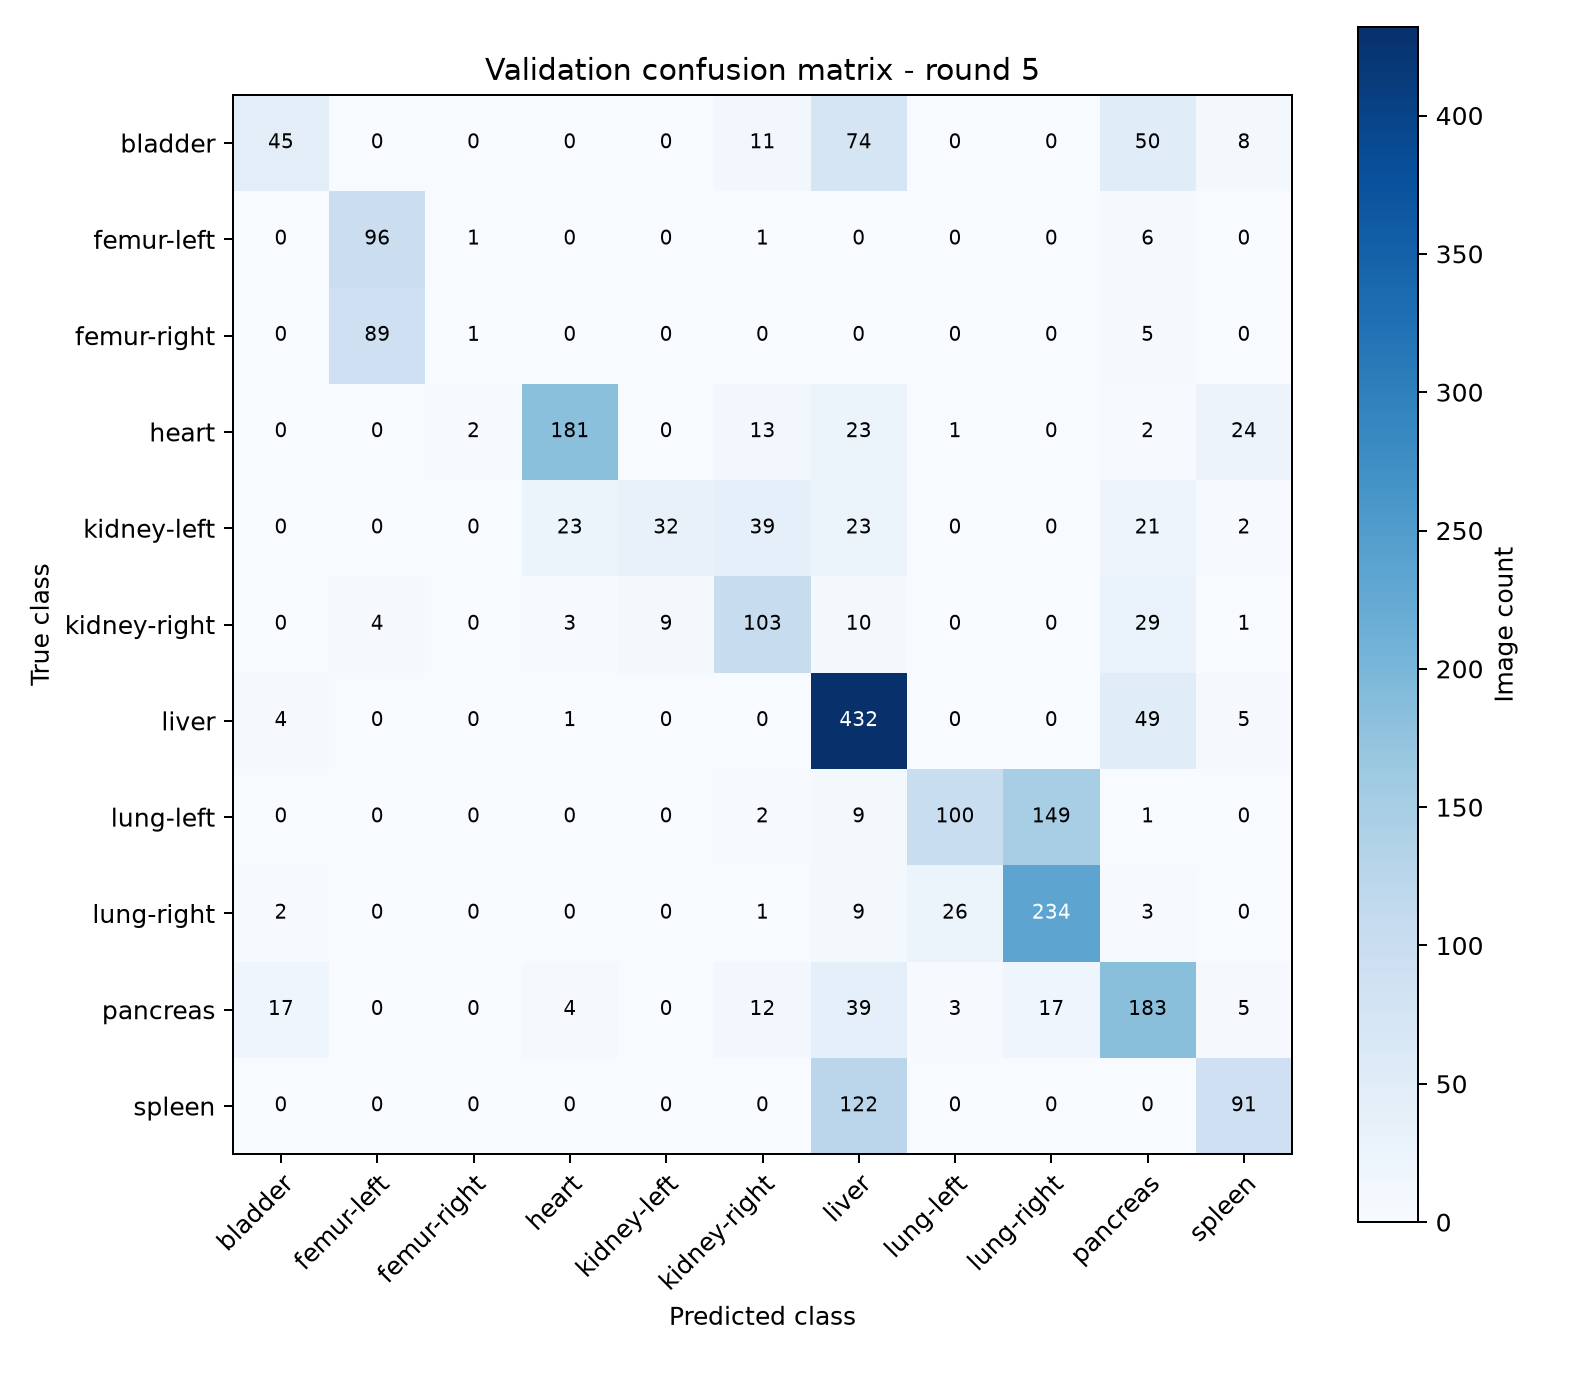 Validation confusion matrix - round 5
bladder 45 0 0 0 0 11 74 0 0 50 8
femur-left 0 96 1 0 0 1 0 0 0 6 0
femur-right 0 89 1 0 0 0 0 0 0 5 0
heart 0 0 2 181 0 13 23 1 0 2 24
kidney-left 0 0 0 23 32 39 23 0 0 21 2
kidney-right 0 4 0 3 9 103 10 0 0 29 1
liver 4 0 0 1 0 0 432 0 0 49 5
lung-left 0 0 0 0 0 2 9 100 149 1 0
lung-right 2 0 0 0 0 1 9 26 234 3 0
pancreas 17 0 0 4 0 12 39 3 17 183 5
spleen 0 0 0 0 0 0 122 0 0 0 91
bladder femur-left femur-right heart kidney-left kidney-right liver lung-left lung-right pancreas spleen
Predicted class
True class
400
350
300
250
200
150
100
50
0
Image count